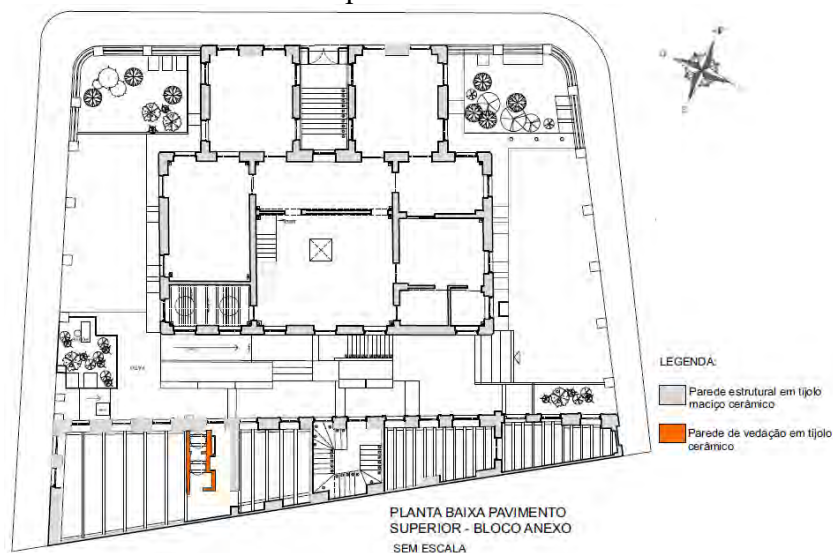 LEGENDA:
Parede estrutural em tijolo
maciço cerâmico
Parede de vedação em tijolo
cerâmico
PLANTA BAIXA PAVIMENTO
SUPERIOR - BLOCO ANEXO
SEM ESCALA